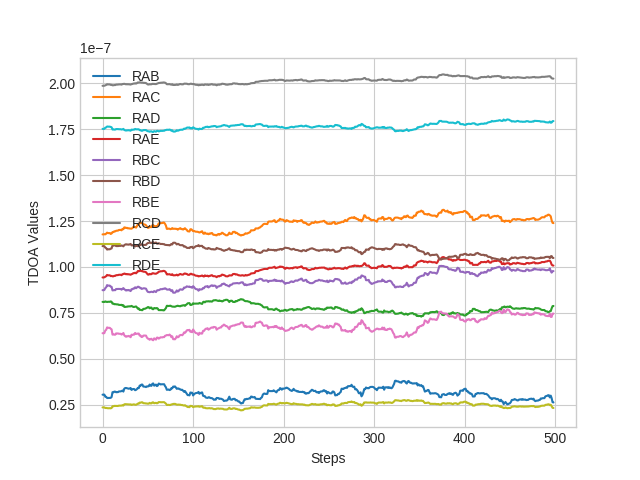 1e−7
2.00
1.75
1.50
1.25
1.00
0.75
0.50
0.25
TDOA Values
RAB
RAC
RAD
RAE
RBC
RBD
RBE
RCD
RCE
RDE
0 100 200 300 400 500
Steps